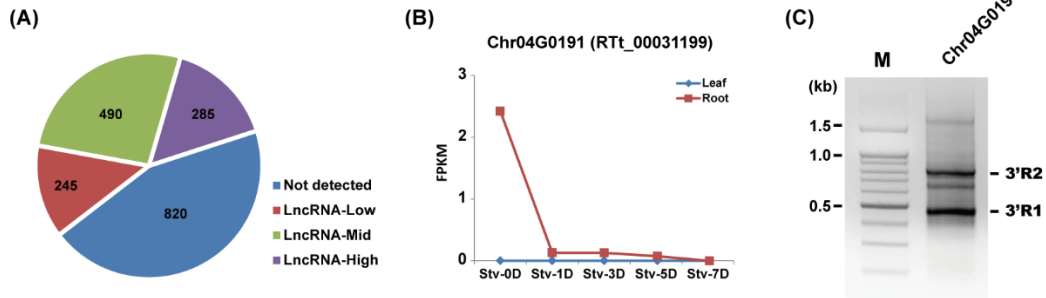 (A)
490
285
245
820
Not detected
LncRNA-Low
LncRNA-Mid
LncRNA-High
(B)
Chr04G0191 (RTt_00031199)
3
2
1
0
FPKM
Leaf
Root
Stv-0D Stv-1D Stv-3D Stv-5D Stv-7D
(C)
M
(kb)
1.5
1.0
0.5
3'R2
3'R1